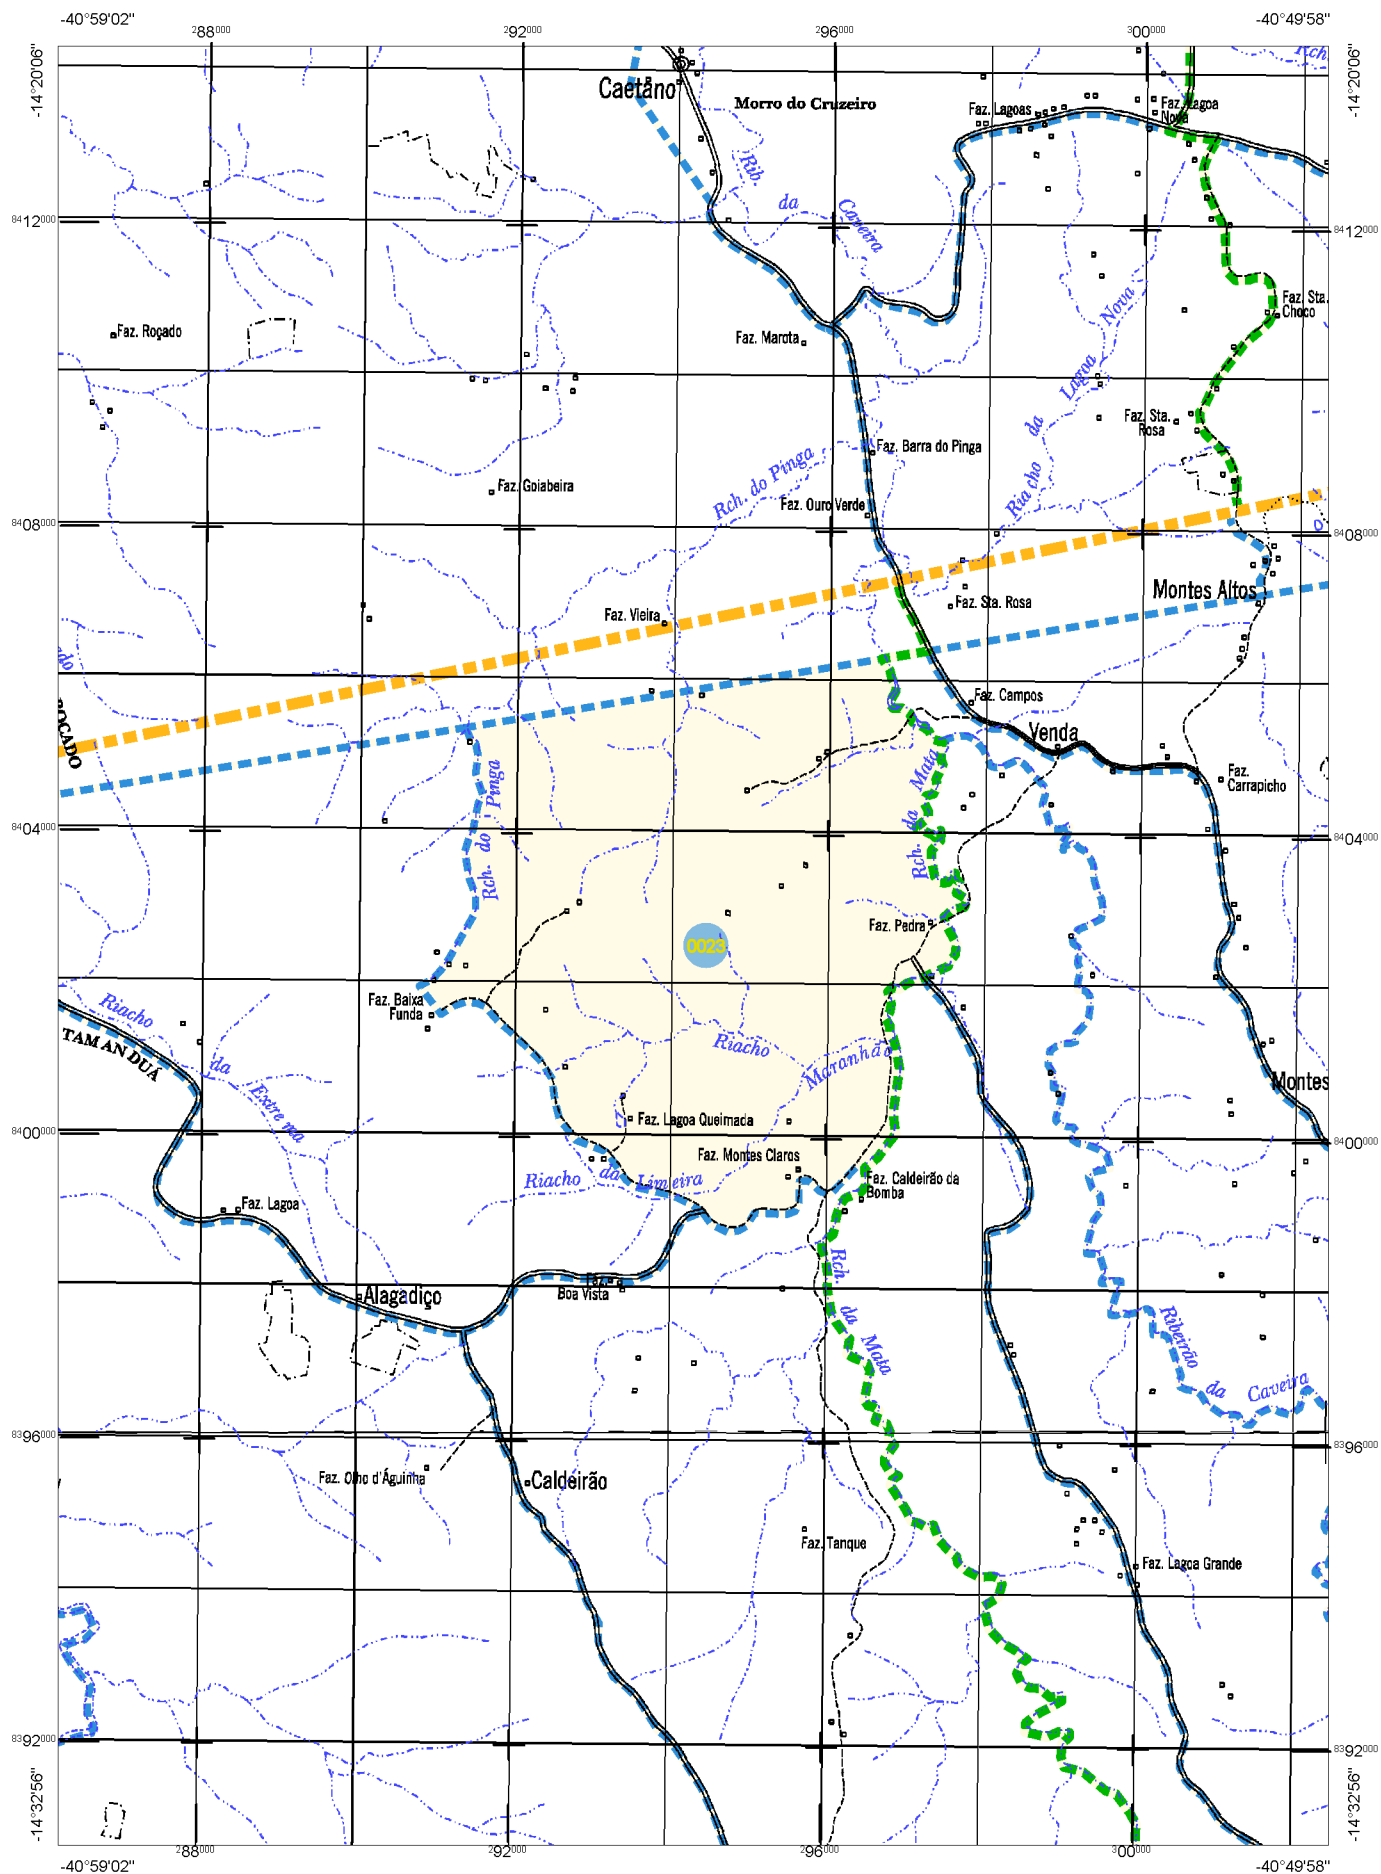 -40°59'02"
-40°49'58"
288000
292000
296000
300000
-14°20'06"
-14°20'06"
Rch.
Caetano
Morro do Cruzeiro
Faz. Lagoas
Faz. Lagoa
Nova
Rib.
da
Caveira
8412000
8412000
Faz. Roçado
Faz. Marota
Nova
Lagoa
da
Riacho
Faz. Sta.
Choco
Faz. Sta.
Rosa
Faz. Barra do Pinga
Rch. do Pinga
Faz. Goiabeira
Faz. Ouro Verde
8408000
8408000
Montes Altos
Faz. Sta. Rosa
Faz. Vieira
Faz. Campos
Venda
Faz.
Carrapicho
Rch. do Pinga
Rch. da Mata
8404000
8404000
Faz. Pedra
0023
Faz. Baixa
Funda
Riacho
da
Extrema
TAMANDUÁ
Riacho
Maranhão
Montes
Faz. Lagoa Queimada
8400000
8400000
Faz. Montes Claros
Riacho da Limeira
Faz. Caldeirão da
Bomba
Faz. Lagoa
Rch. da Mata
Alagadiço
Faz.
Boa Vista
Ribeirão
da Caveira
8396000
8396000
Faz. Olho d'Águinha
Caldeirão
Faz. Tanque
Faz. Lagoa Grande
8392000
8392000
-14°32'56"
-14°32'56"
288000
292000
296000
300000
-40°59'02"
-40°49'58"